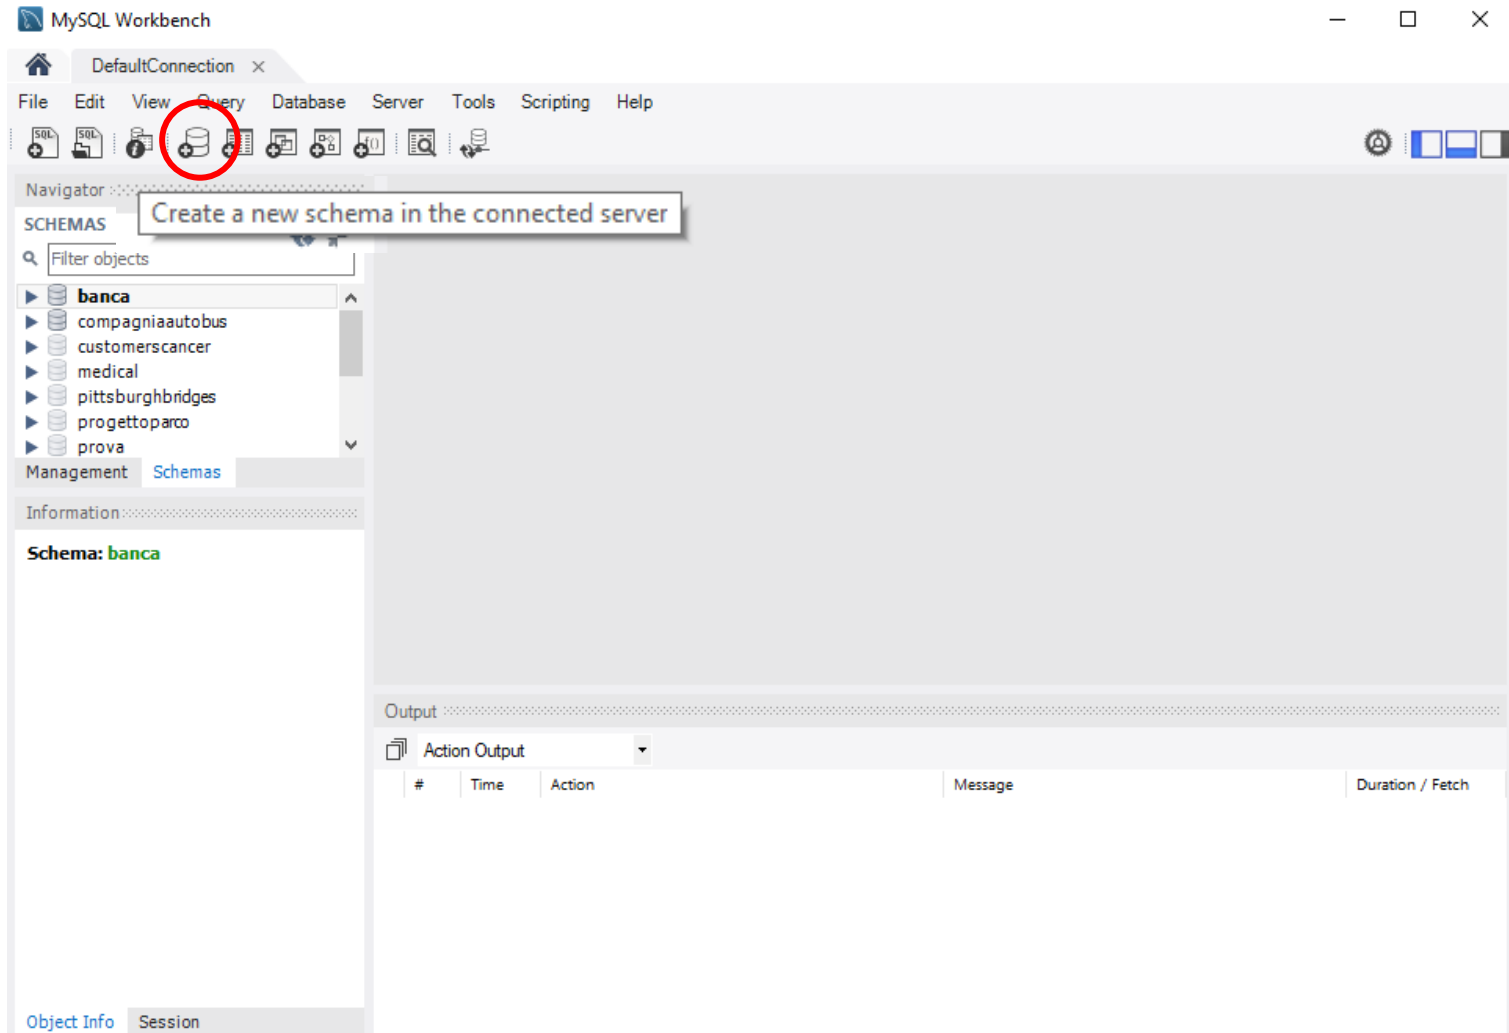 MySQL Workbench
DefaultConnection
File Edit View Query Database Server Tools Scripting Help
SQL SQL f()
Navigator
Create a new schema in the connected server
SCHEMAS
Filter objects
banca
compagniaautobus
customerscancer
medical
pittsburghbridges
progettoparco
prova
Management Schemas
Information
Schema: banca
Output
Action Output
# Time Action Message Duration / Fetch
Object Info Session